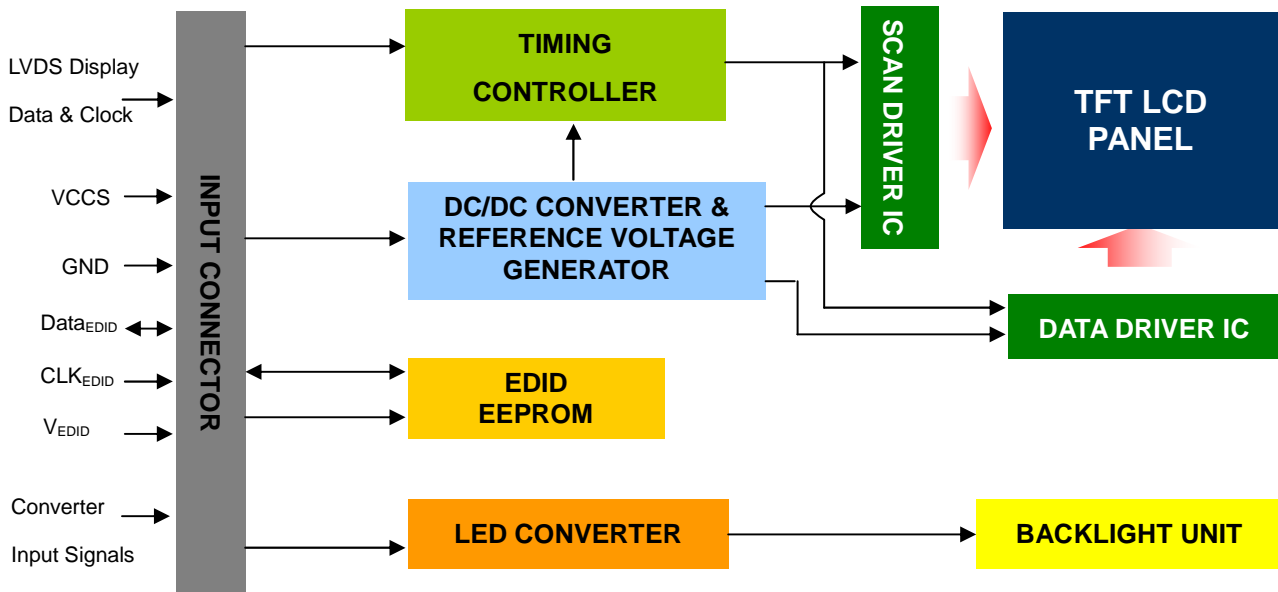 LVDS Display
Data & Clock
VCCS
GND
DataEDID
CLKEDID
VEDID
Converter
Input Signals
INPUT CONNECTOR
TIMING
CONTROLLER
DC/DC CONVERTER &
REFERENCE VOLTAGE
GENERATOR
EDID
EEPROM
LED CONVERTER
SCAN DRIVER IC
TFT LCD
PANEL
DATA DRIVER IC
BACKLIGHT UNIT